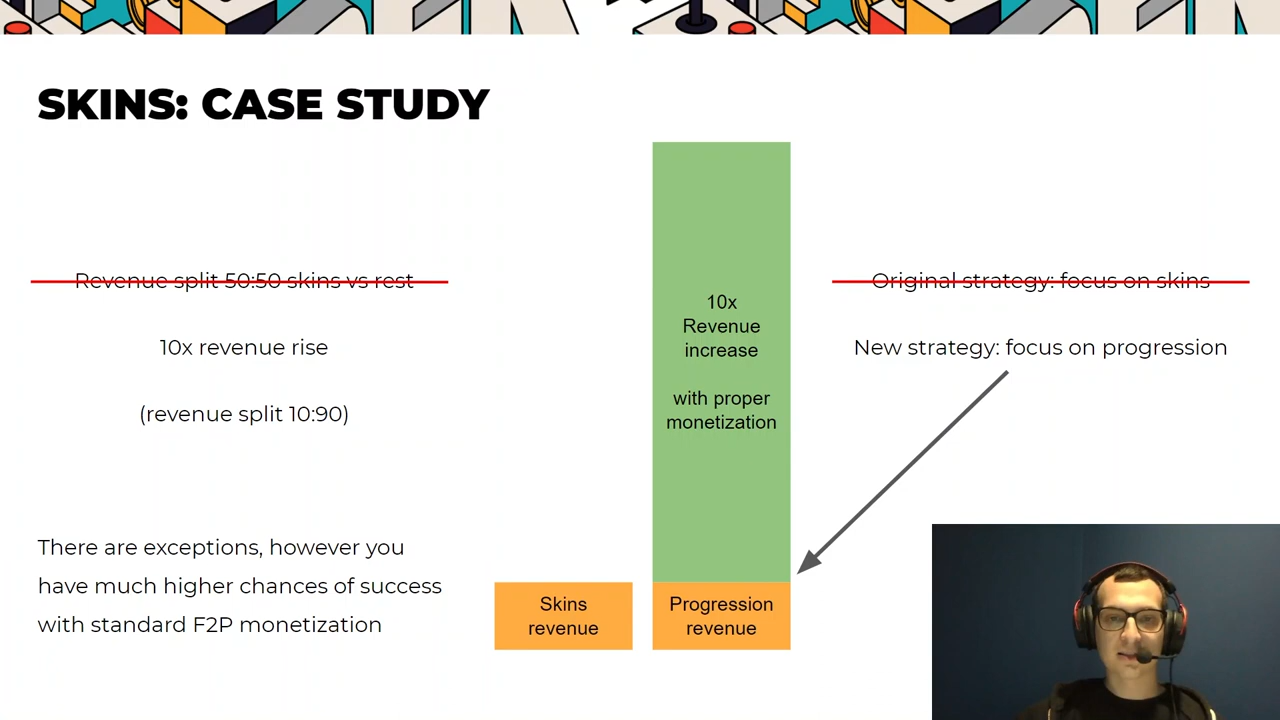 SKINS: CASE STUDY
Revenue split 50:50 skins vs rest
10x revenue rise
(revenue split 10:90)
There are exceptions, however you
have much higher chances of success
with standard F2P monetization
10x
Revenue
increase
with proper
monetization
Skins
revenue
Progression
revenue
Original strategy: focus on skins
New strategy: focus on progression